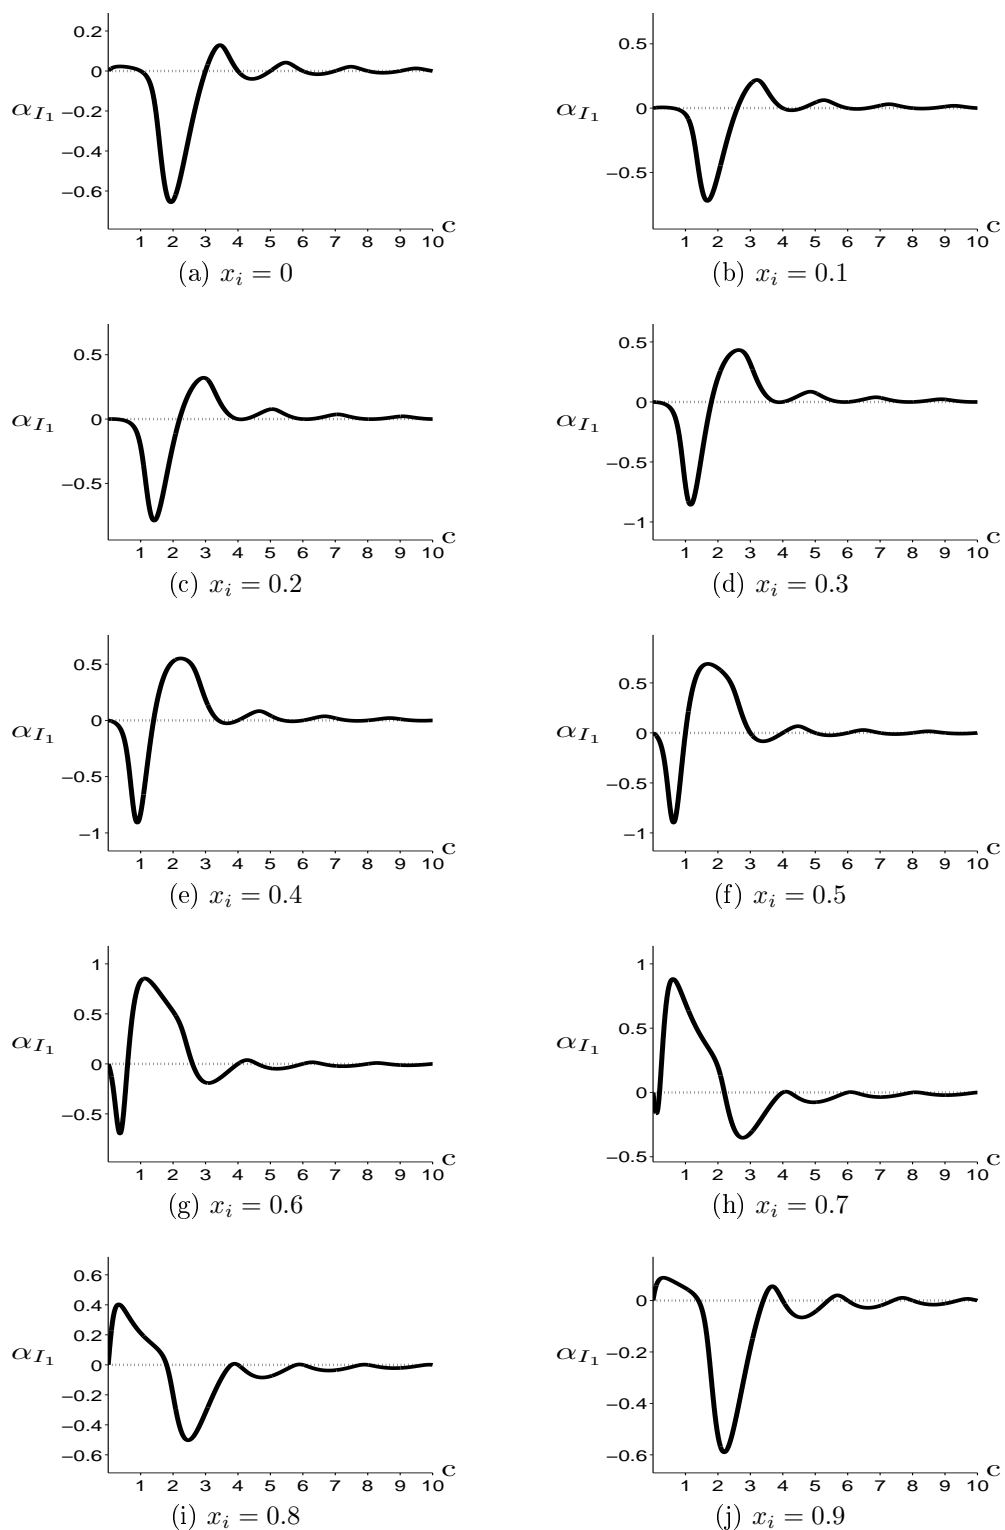 0.2
0
α_{I_1} –0.2
–0.4
–0.6
1 2 3 4 5 6 7 8 9 10 c
(a) x_i = 0
0.5
0
α_{I_1}
–0.5
1 2 3 4 5 6 7 8 9 10 c
(b) x_i = 0.1
0.5
0
α_{I_1}
–0.5
1 2 3 4 5 6 7 8 9 10 c
(c) x_i = 0.2
0.5
0
α_{I_1}
–0.5
–1
1 2 3 4 5 6 7 8 9 10 c
(d) x_i = 0.3
0.5
0
α_{I_1}
–0.5
–1
1 2 3 4 5 6 7 8 9 10 c
(e) x_i = 0.4
0.5
0
α_{I_1}
–0.5
–1
1 2 3 4 5 6 7 8 9 10 c
(f) x_i = 0.5
1
0.5
α_{I_1}
0
–0.5
1 2 3 4 5 6 7 8 9 10 c
(g) x_i = 0.6
1
0.5
α_{I_1}
0
–0.5
1 2 3 4 5 6 7 8 9 10 c
(h) x_i = 0.7
0.6
0.4
0.2
α_{I_1} 0
–0.2
–0.4
–0.6
1 2 3 4 5 6 7 8 9 10 c
(i) x_i = 0.8
0
α_{I_1} –0.2
–0.4
–0.6
1 2 3 4 5 6 7 8 9 10 c
(j) x_i = 0.9